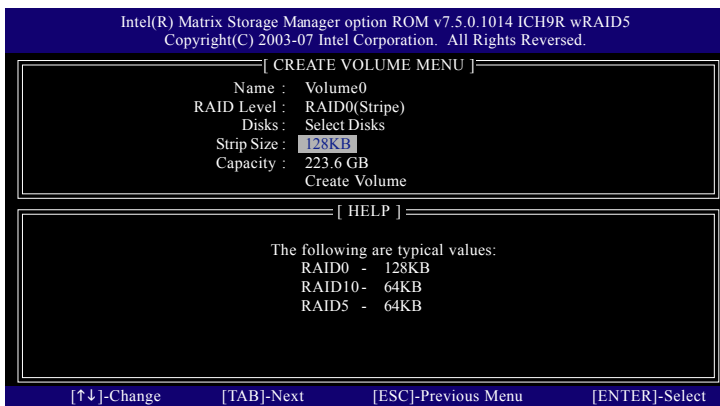 Intel(R) Matrix Storage Manager option ROM v7.5.0.1014 ICH9R wRAID5
Copyright(C) 2003-07 Intel Corporation. All Rights Reversed.
[ CREATE VOLUME MENU ]
Name : Volume0
RAID Level : RAID0(Stripe)
Disks : Select Disks
Strip Size : 128KB
Capacity : 223.6 GB
Create Volume
[ HELP ]
The following are typical values:
RAID0 - 128KB
RAID10 - 64KB
RAID5 - 64KB
[↑↓]-Change [TAB]-Next [ESC]-Previous Menu [ENTER]-Select